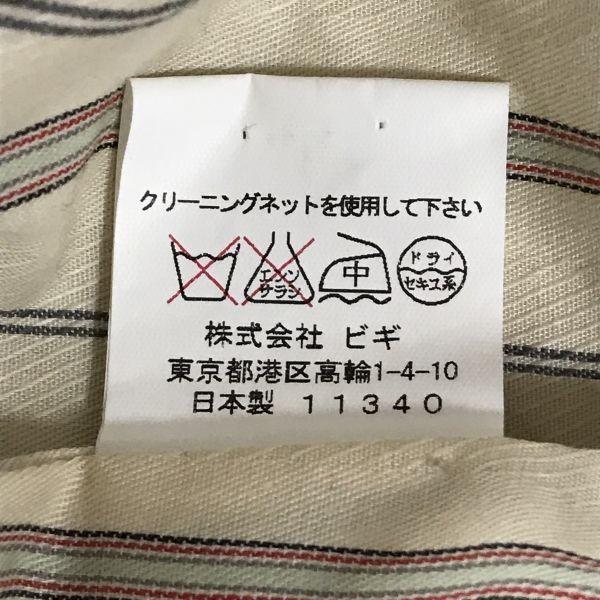 クリーニングネットを使用して下さい
エンソ サラシ 中 ドライ セキユ系
株式会社 ビギ
東京都港区高輪1-4-10
日本製 11340